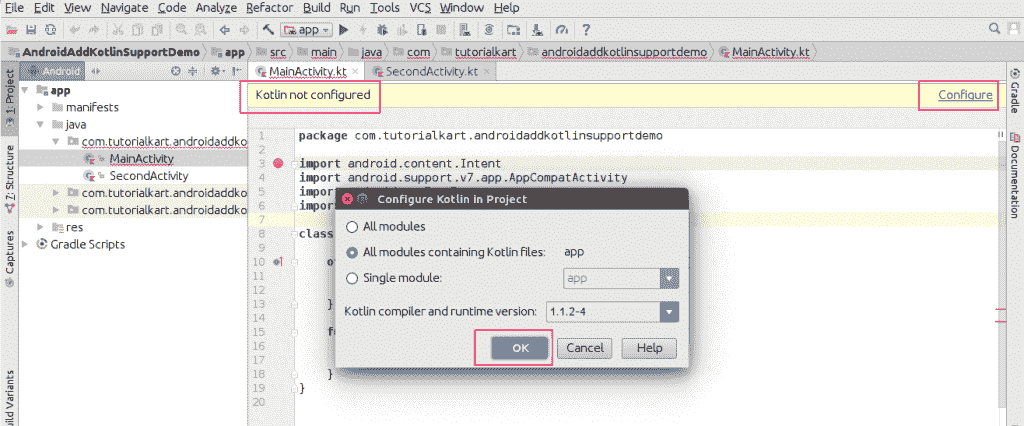 File Edit View Navigate Code Analyze Refactor Build Run Tools VCS Window Help
app
AndroidAddKotlinSupportDemo app src main java com tutorialkart androidaddkotlinsupportdemo MainActivity.kt
1: Project
Z: Structure
Captures
Build Variants
Android
app
manifests
java
com.tutorialkart.androidaddko
MainActivity
SecondActivity
com.tutorialkart.androidaddko
com.tutorialkart.androidaddko
res
Gradle Scripts
MainActivity.kt SecondActivity.kt
Kotlin not configured Configure
1 package com.tutorialkart.androidaddkotlinsupportdemo
2
3 import android.content.Intent
4 import android.support.v7.app.AppCompatActivity
5 import
6 import
7
8 class
9
10
11
12
13 }
14
15
16
17
18 }
19 }
20
Configure Kotlin in Project
All modules
All modules containing Kotlin files: app
Single module: app
Kotlin compiler and runtime version: 1.1.2-4
OK Cancel Help
Gradle
Documentation